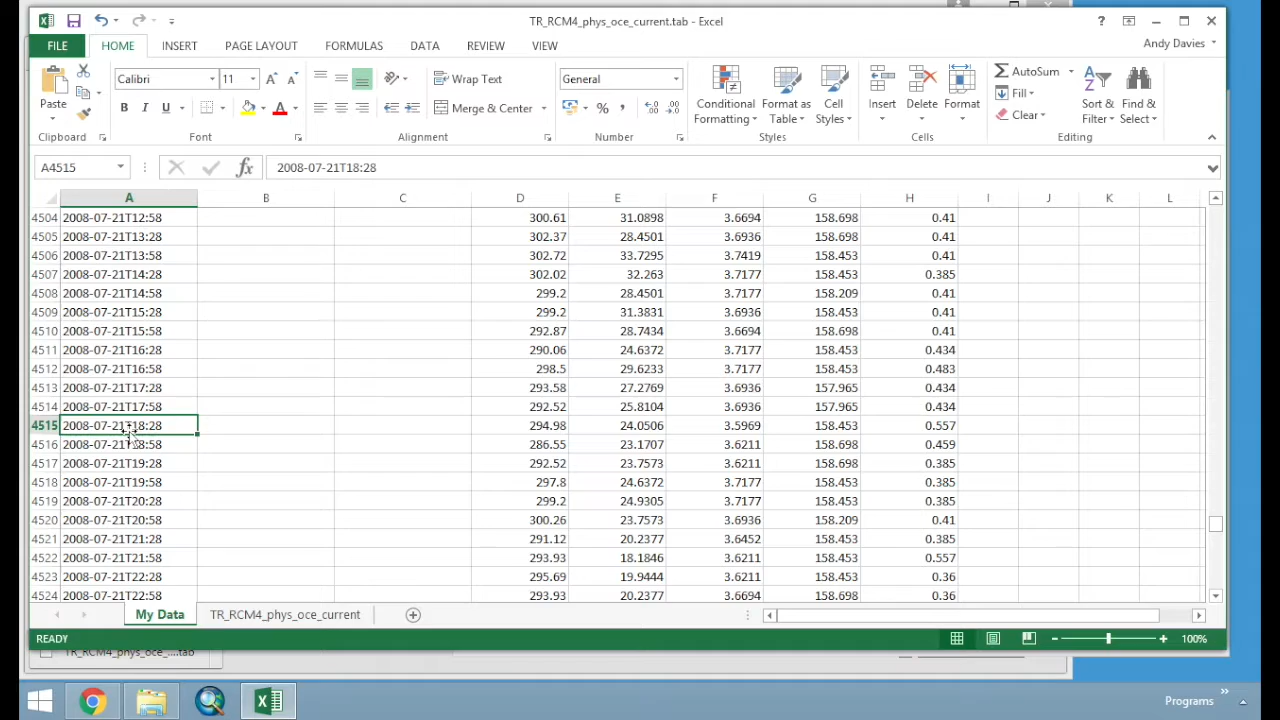 TR_RCM4_phys_oce_current.tab - Excel
FILE HOME INSERT PAGE LAYOUT FORMULAS DATA REVIEW VIEW Andy Davies
Paste Calibri 11 Wrap Text General Conditional Formatting Format as Table Cell Styles Insert Delete Format AutoSum Sort & Filter Find & Select
B I U A Merge & Center % Fill
Clear
Clipboard Font Alignment Number Styles Cells Editing
A4515 fx 2008-07-21T18:28
A B C D E F G H I J K L
4504 2008-07-21T12:58 300.61 31.0898 3.6694 158.698 0.41
4505 2008-07-21T13:28 302.37 28.4501 3.6936 158.698 0.41
4506 2008-07-21T13:58 302.72 33.7295 3.7419 158.698 0.41
4507 2008-07-21T14:28 302.02 32.263 3.7177 158.453 0.385
4508 2008-07-21T14:58 299.2 28.4501 3.7177 158.209 0.41
4509 2008-07-21T15:28 299.2 31.3831 3.6936 158.453 0.41
4510 2008-07-21T15:58 292.87 28.7434 3.6694 158.698 0.41
4511 2008-07-21T16:28 290.06 24.6372 3.7177 158.453 0.434
4512 2008-07-21T16:58 298.5 29.6233 3.7177 158.453 0.483
4513 2008-07-21T17:28 293.58 27.2769 3.6936 157.965 0.434
4514 2008-07-21T17:58 292.52 25.8104 3.6936 157.965 0.434
4515 2008-07-21T18:28 294.98 24.0506 3.5969 158.453 0.557
4516 2008-07-21T18:58 286.55 23.1707 3.6211 158.698 0.459
4517 2008-07-21T19:28 292.52 23.7573 3.6211 158.698 0.385
4518 2008-07-21T19:58 297.8 24.6372 3.7177 158.453 0.385
4519 2008-07-21T20:28 299.2 24.9305 3.7177 158.453 0.385
4520 2008-07-21T20:58 300.26 23.7573 3.6936 158.209 0.41
4521 2008-07-21T21:28 291.12 20.2377 3.6452 158.453 0.385
4522 2008-07-21T21:58 293.93 18.1846 3.6211 158.453 0.557
4523 2008-07-21T22:28 295.69 19.9444 3.6211 158.453 0.36
4524 2008-07-21T22:58 293.93 20.2377 3.6694 158.698 0.36
My Data TR_RCM4_phys_oce_current
READY 100%
TR_RCM4_phys_oce_....tab
Programs